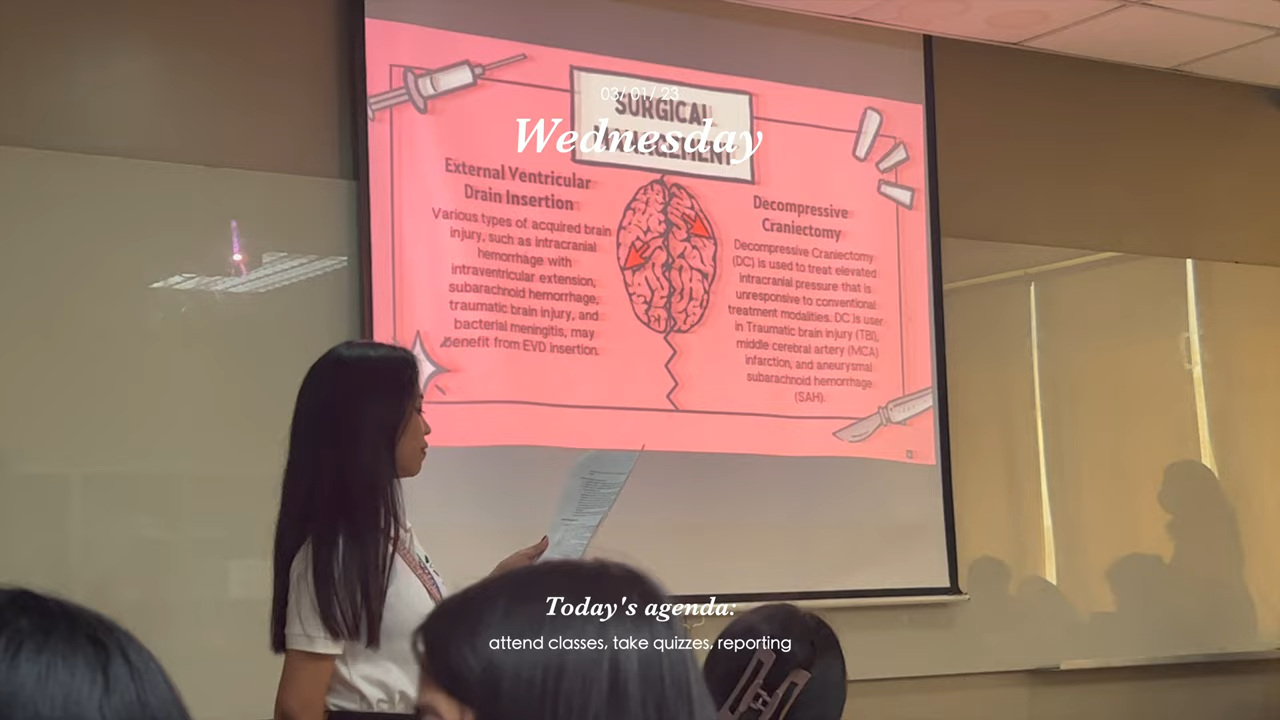 03/ 01/ 23
Wednesday
SURGICAL
MANAGEMENT
External Ventricular
Drain Insertion
Various types of acquired brain
injury, such as intracranial
hemorrhage with
intraventricular extension,
subarachnoid hemorrhage,
traumatic brain injury, and
bacterial meningitis, may
benefit from EVD insertion.
Decompressive
Craniectomy
Decompressive Craniectomy
(DC) is used to treat elevated
intracranial pressure that is
unresponsive to conventional
treatment modalities. DC is user
in Traumatic brain injury (TBI),
middle cerebral artery (MCA)
infarction, and aneurysmal
subarachnoid hemorrhage
(SAH).
Today's agenda:
attend classes, take quizzes, reporting